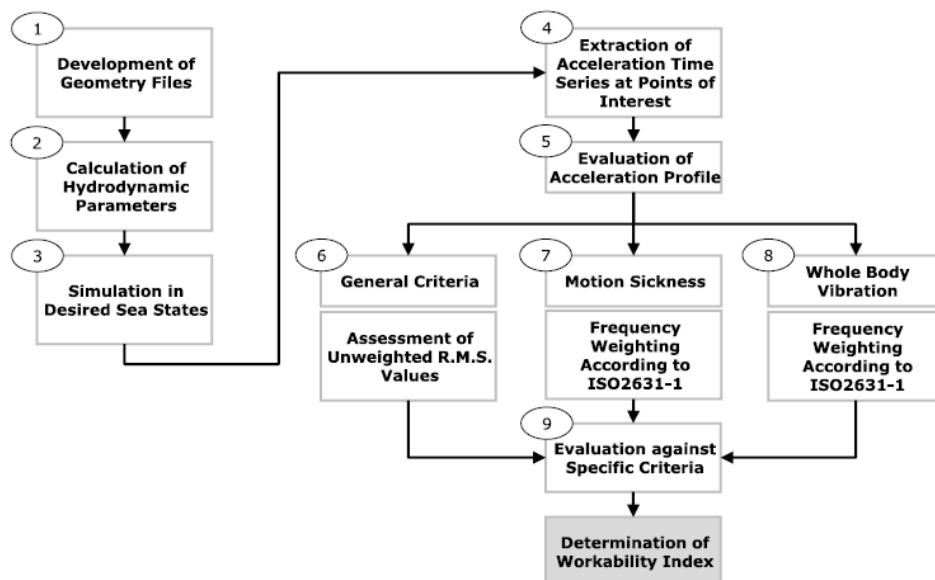 1
Development of
Geometry Files
2
Calculation of
Hydrodynamic
Parameters
3
Simulation in
Desired Sea States
4
Extraction of
Acceleration Time
Series at Points of
Interest
5
Evaluation of
Acceleration Profile
6
General Criteria
Assessment of
Unweighted R.M.S.
Values
7
Motion Sickness
Frequency
Weighting
According to
ISO2631-1
8
Whole Body
Vibration
Frequency
Weighting
According to
ISO2631-1
9
Evaluation against
Specific Criteria
Determination of
Workability Index